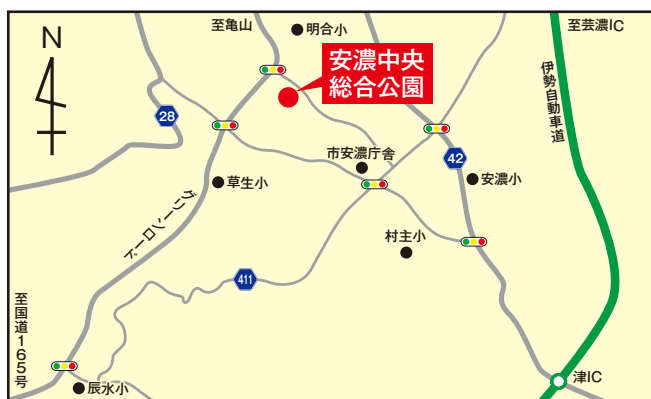 至亀山
明合小
至芸濃IC
N
安濃中央
総合公園
伊勢自動車道
28
市安濃庁舎
42
草生小
安濃小
グリーンロード
村主小
411
至国道165号
辰水小
津IC